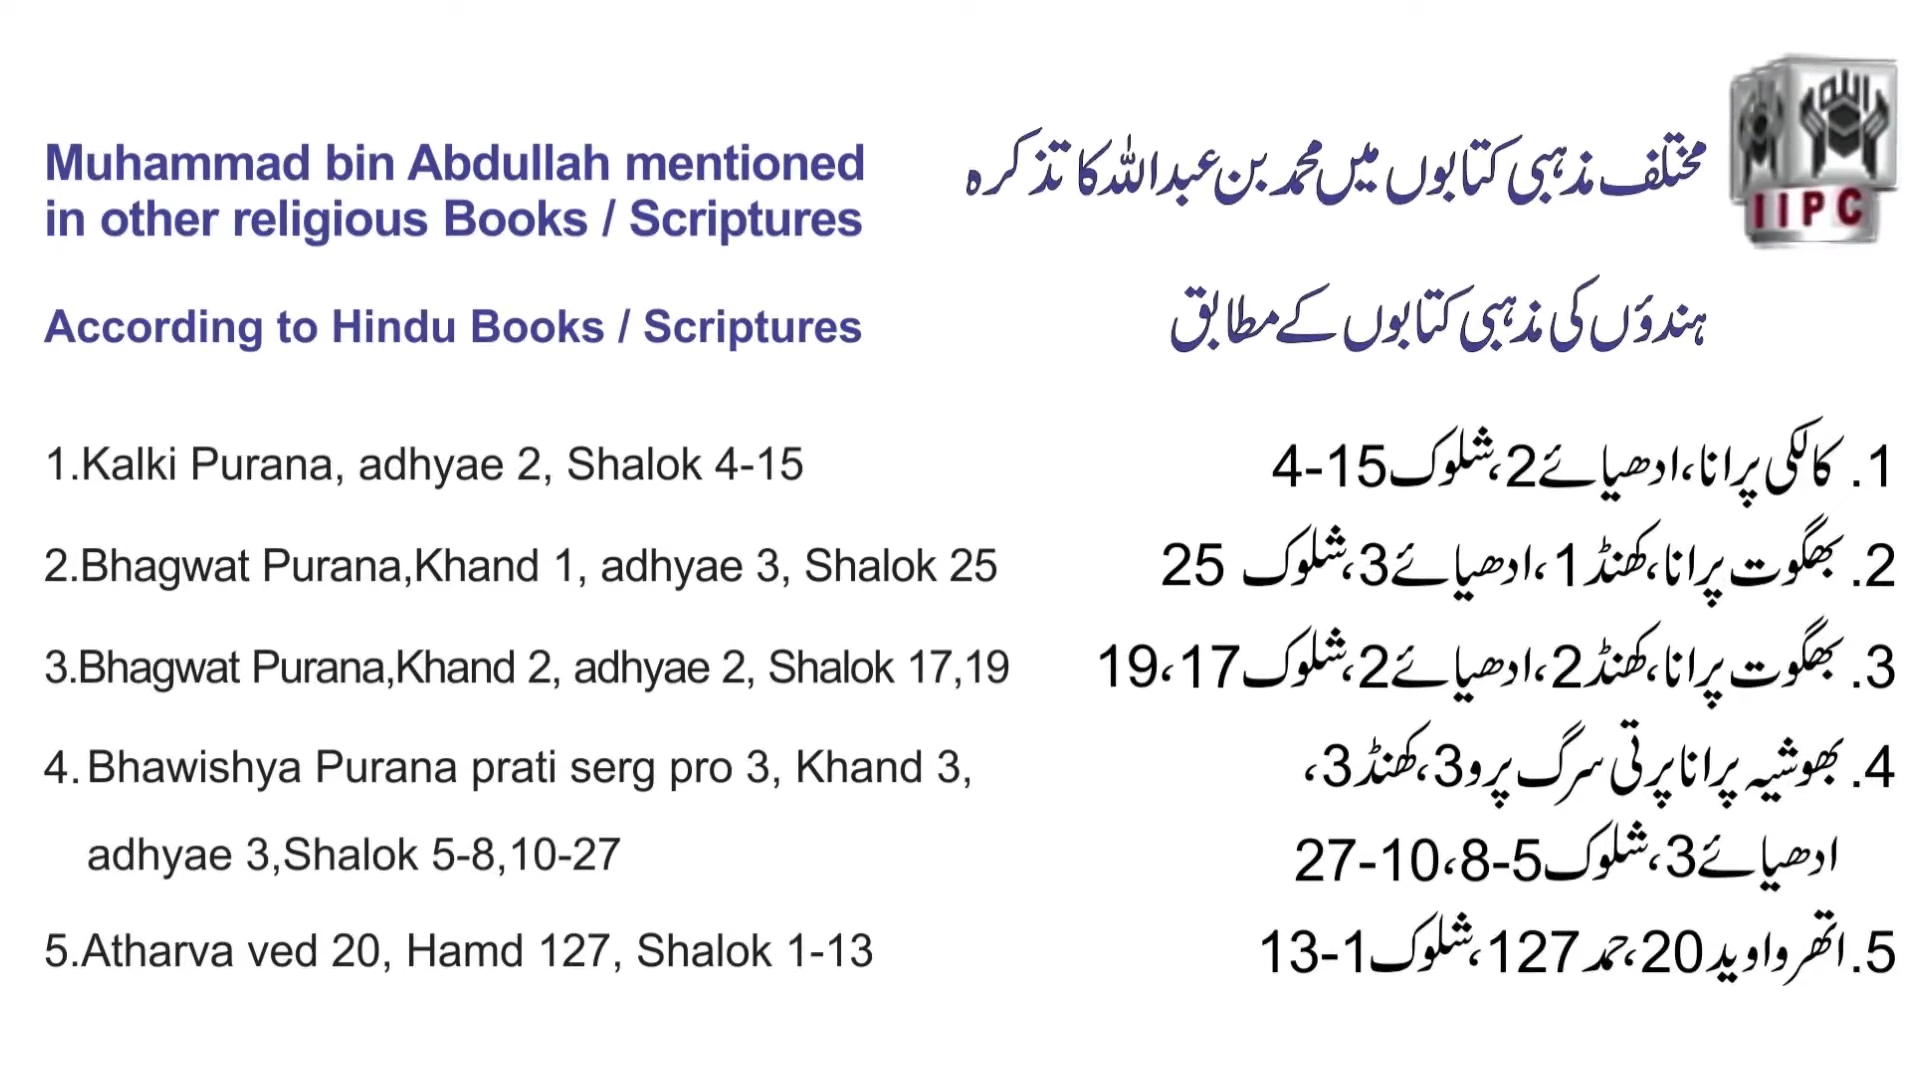 Muhammad bin Abdullah mentioned
in other religious Books / Scriptures
According to Hindu Books / Scriptures
1.Kalki Purana, adhyae 2, Shalok 4-15
2.Bhagwat Purana,Khand 1, adhyae 3, Shalok 25
3.Bhagwat Purana,Khand 2, adhyae 2, Shalok 17,19
4. Bhawishya Purana prati serg pro 3, Khand 3,
adhyae 3,Shalok 5-8,10-27
5.Atharva ved 20, Hamd 127, Shalok 1-13
مختلف مذہبی کتابوں میں محمد بن عبداللہ کا تذکرہ
ہندوؤں کی مذہبی کتابوں کے مطابق
1. کالکی پرانا، ادھیائے 2، شلوک 15-4
2. بھگوت پرانا، کھنڈ 1، ادھیائے 3، شلوک 25
3. بھگوت پرانا، کھنڈ 2، ادھیائے 2، شلوک 17، 19
4. بھوشیہ پرانا پرتی سرگ پرو 3، کھنڈ 3،
ادھیائے 3، شلوک 5-8، 10-27
5. اتھروا وید 20، حمد 127، شلوک 1-13
الله
IIPC